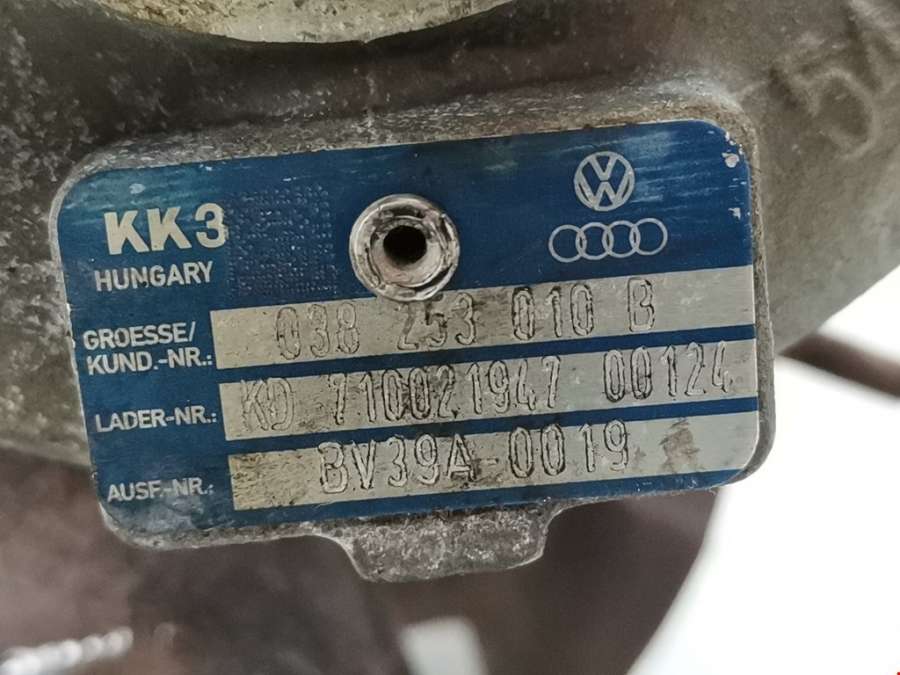 KK3
HUNGARY
GROESSE/
KUND.-NR.: 038 253 010 B
LADER-NR.: KD 710021947 00124
AUSF.-NR.: BV39A-0019